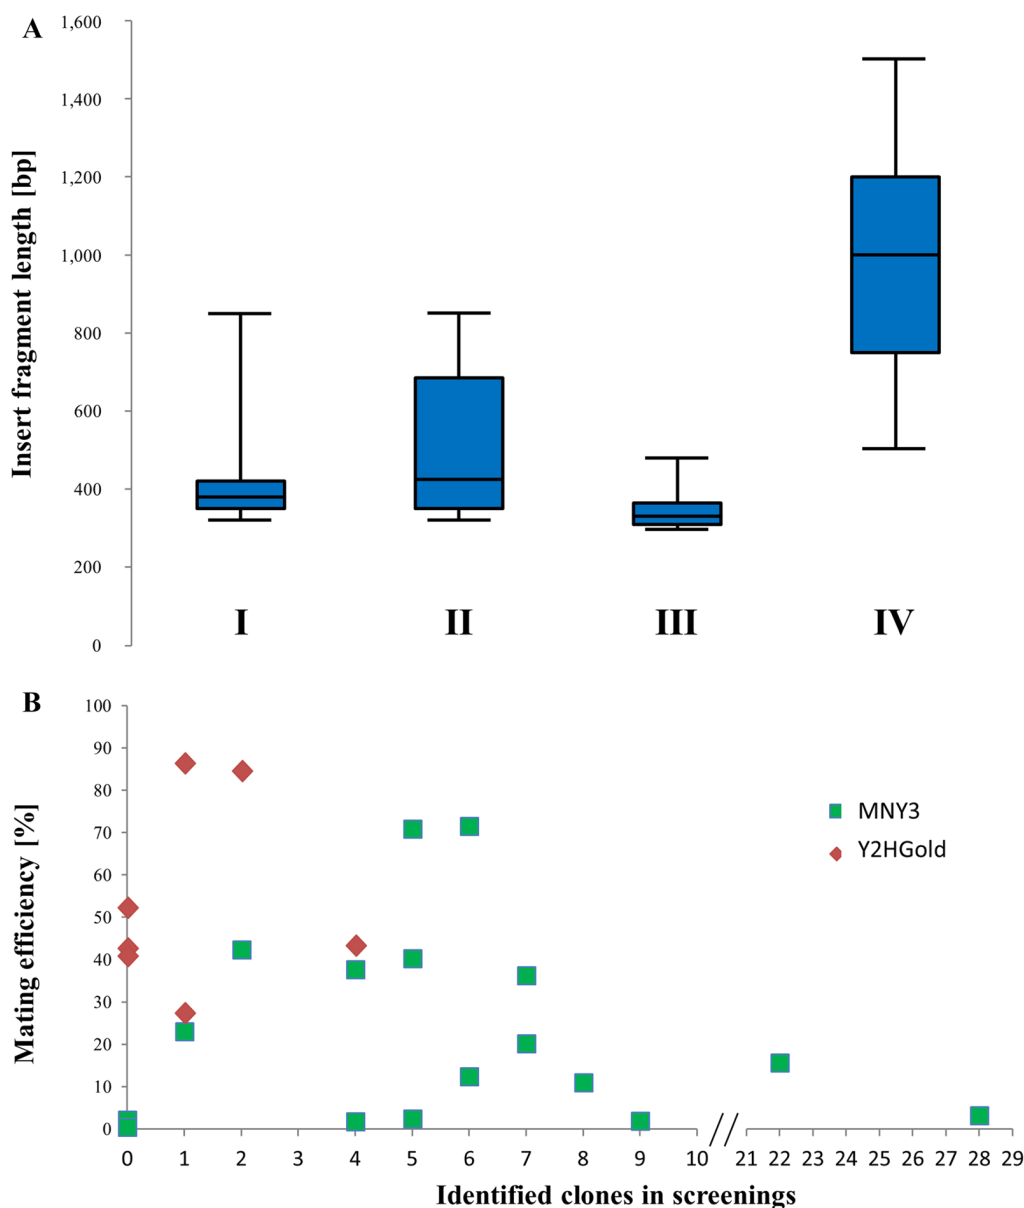 A
1,600
1,400
1,200
1,000
800
600
400
200
0
Insert fragment length [bp]
I II III IV
B
100
90
80
70
60
50
40
30
20
10
0
Mating efficiency [%]
MNY3
Y2HGold
0 1 2 3 4 5 6 7 8 9 10 21 22 23 24 25 26 27 28 29
Identified clones in screenings